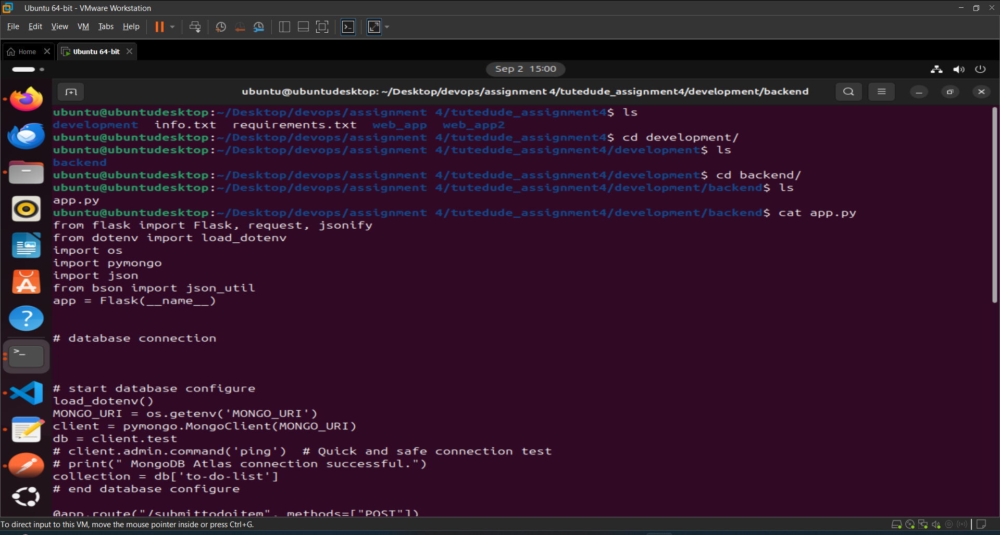 Ubuntu 64-bit - VMware Workstation
File Edit View VM Tabs Help
Home
Ubuntu 64-bit
Sep 2 15:00
ubuntu@ubuntudesktop: ~/Desktop/devops/assignment 4/tutedude_assignment4/development/backend
ubuntu@ubuntudesktop:~/Desktop/devops/assignment 4/tutedude_assignment4$ ls
development  info.txt  requirements.txt  web_app  web_app2
ubuntu@ubuntudesktop:~/Desktop/devops/assignment 4/tutedude_assignment4$ cd development/
ubuntu@ubuntudesktop:~/Desktop/devops/assignment 4/tutedude_assignment4/development$ ls
backend
ubuntu@ubuntudesktop:~/Desktop/devops/assignment 4/tutedude_assignment4/development$ cd backend/
ubuntu@ubuntudesktop:~/Desktop/devops/assignment 4/tutedude_assignment4/development/backend$ ls
app.py
ubuntu@ubuntudesktop:~/Desktop/devops/assignment 4/tutedude_assignment4/development/backend$ cat app.py
from flask import Flask, request, jsonify
from dotenv import load_dotenv
import os
import pymongo
import json
from bson import json_util
app = Flask(__name__)
# database connection
# start database configure
load_dotenv()
MONGO_URI = os.getenv('MONGO_URI')
client = pymongo.MongoClient(MONGO_URI)
db = client.test
# client.admin.command('ping')  # Quick and safe connection test
# print(" MongoDB Atlas connection successful.")
collection = db['to-do-list']
# end database configure
@app.route("/submittodoitem", methods=["POST"])
To direct input to this VM, move the mouse pointer inside or press Ctrl+G.